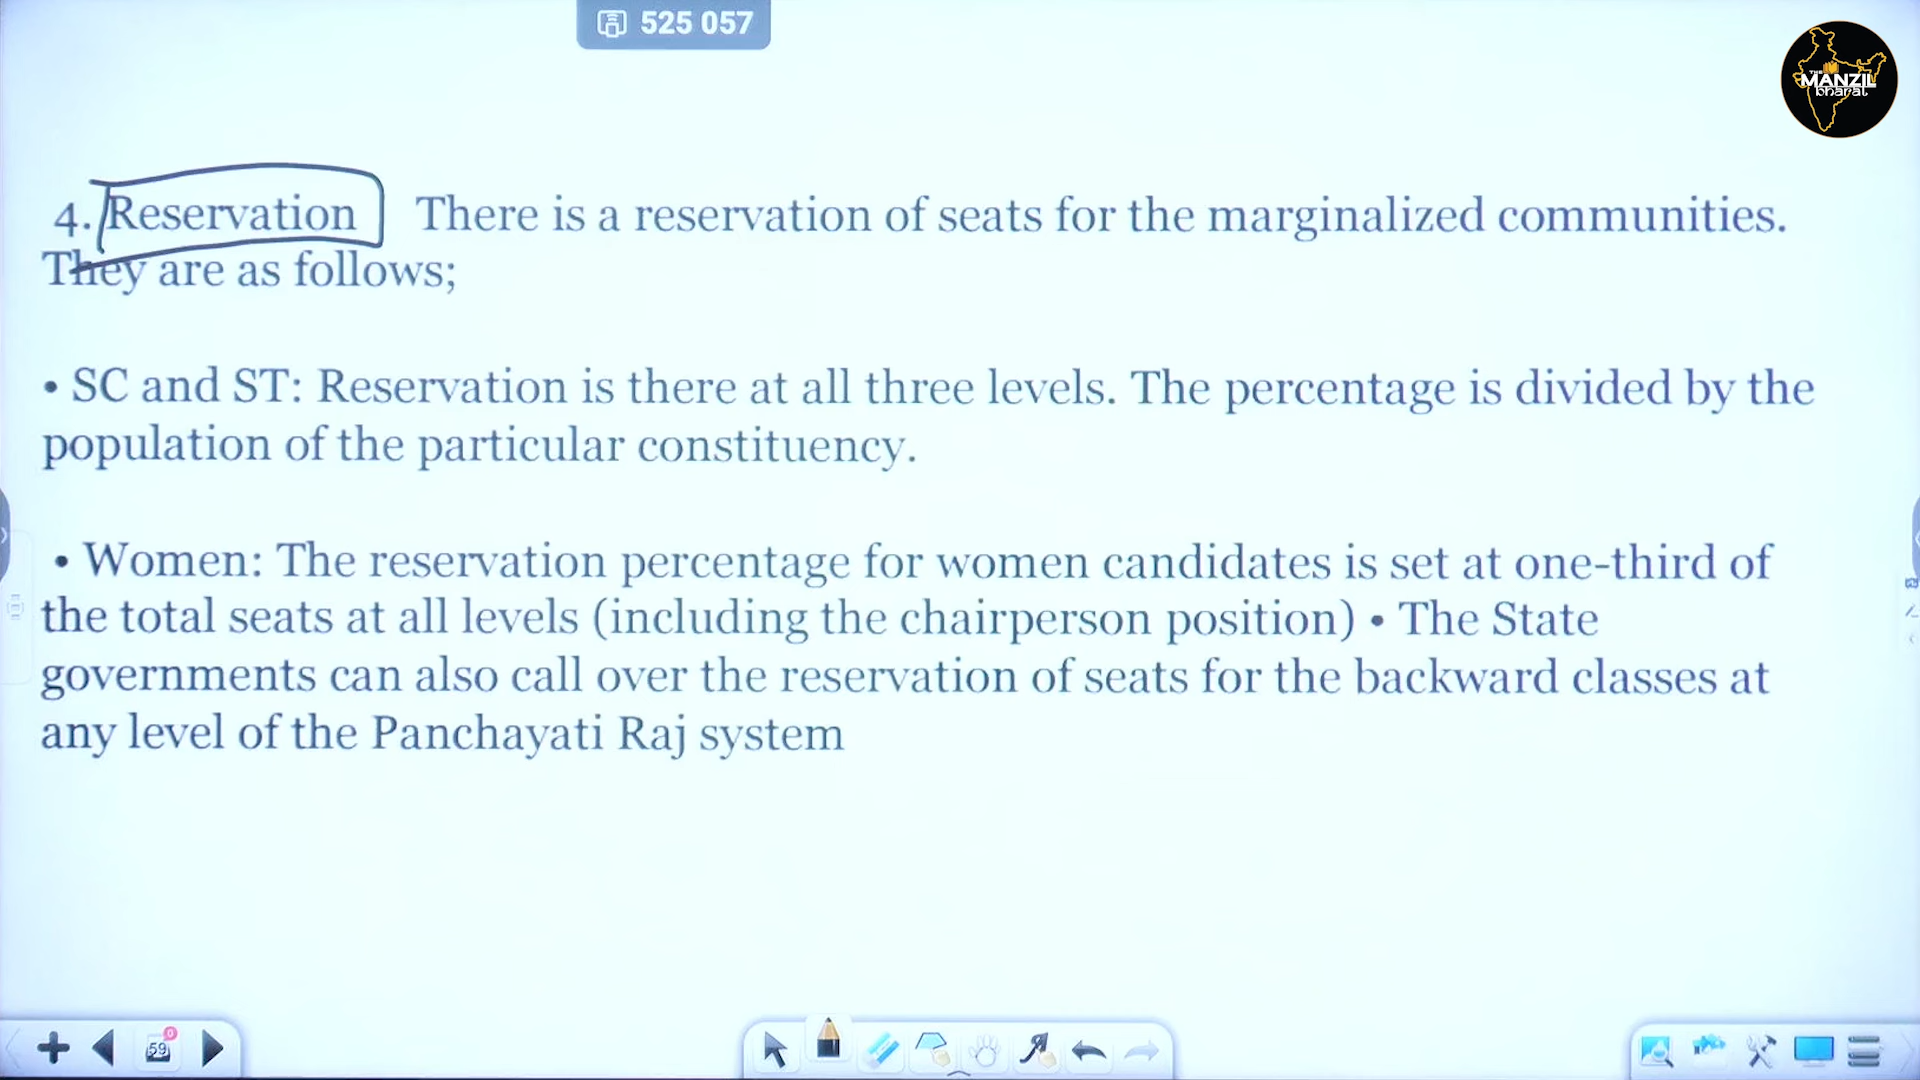 525 057
THE
MANZIL
bharat
4. Reservation There is a reservation of seats for the marginalized communities.
They are as follows;
• SC and ST: Reservation is there at all three levels. The percentage is divided by the
population of the particular constituency.
• Women: The reservation percentage for women candidates is set at one-third of
the total seats at all levels (including the chairperson position) • The State
governments can also call over the reservation of seats for the backward classes at
any level of the Panchayati Raj system
0
59